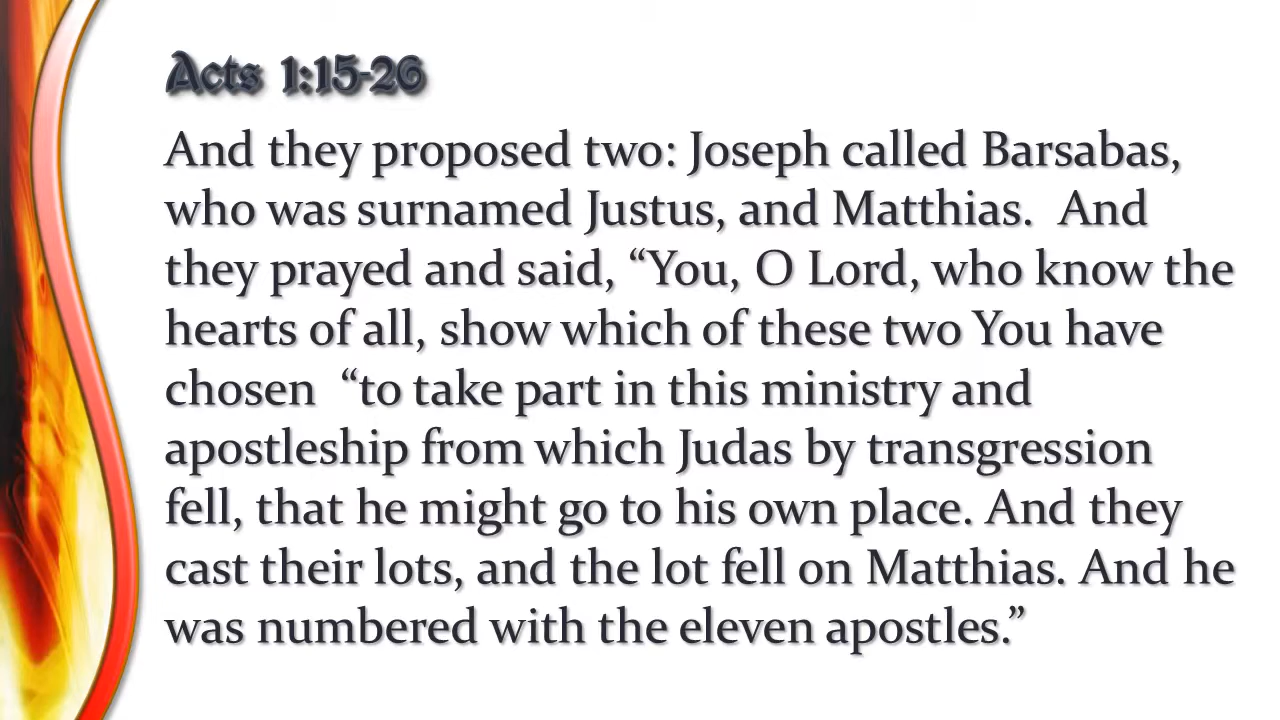 Acts 1:15-26
And they proposed two: Joseph called Barsabas,
who was surnamed Justus, and Matthias.  And
they prayed and said, “You, O Lord, who know the
hearts of all, show which of these two You have
chosen  “to take part in this ministry and
apostleship from which Judas by transgression
fell, that he might go to his own place. And they
cast their lots, and the lot fell on Matthias. And he
was numbered with the eleven apostles.”